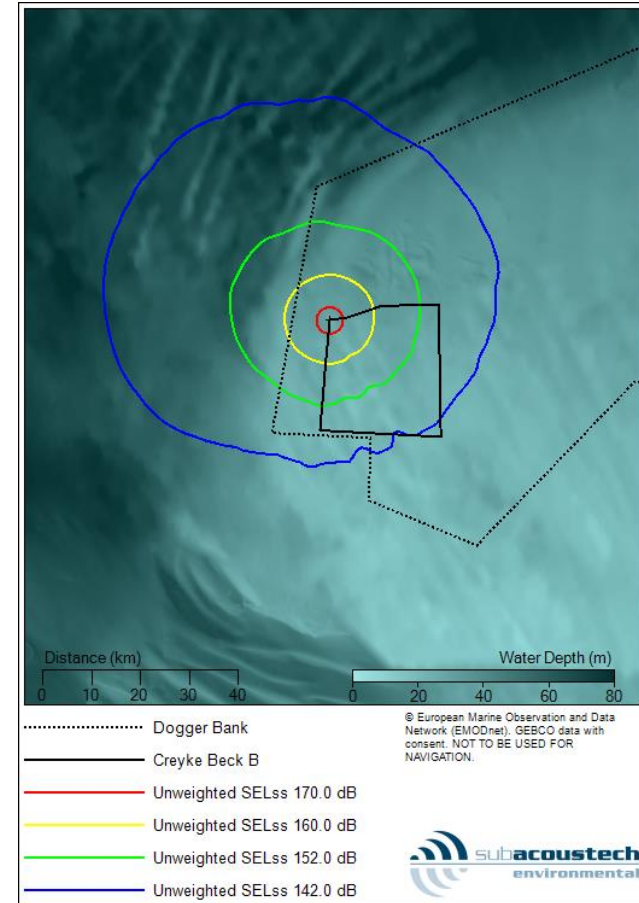 Distance (km)
0 10 20 30 40
Water Depth (m)
0 20 40 60 80
Dogger Bank
Creyke Beck B
Unweighted SELss 170.0 dB
Unweighted SELss 160.0 dB
Unweighted SELss 152.0 dB
Unweighted SELss 142.0 dB
© European Marine Observation and Data
Network (EMODnet). GEBCO data with
consent. NOT TO BE USED FOR
NAVIGATION.
subacoustech
environmental